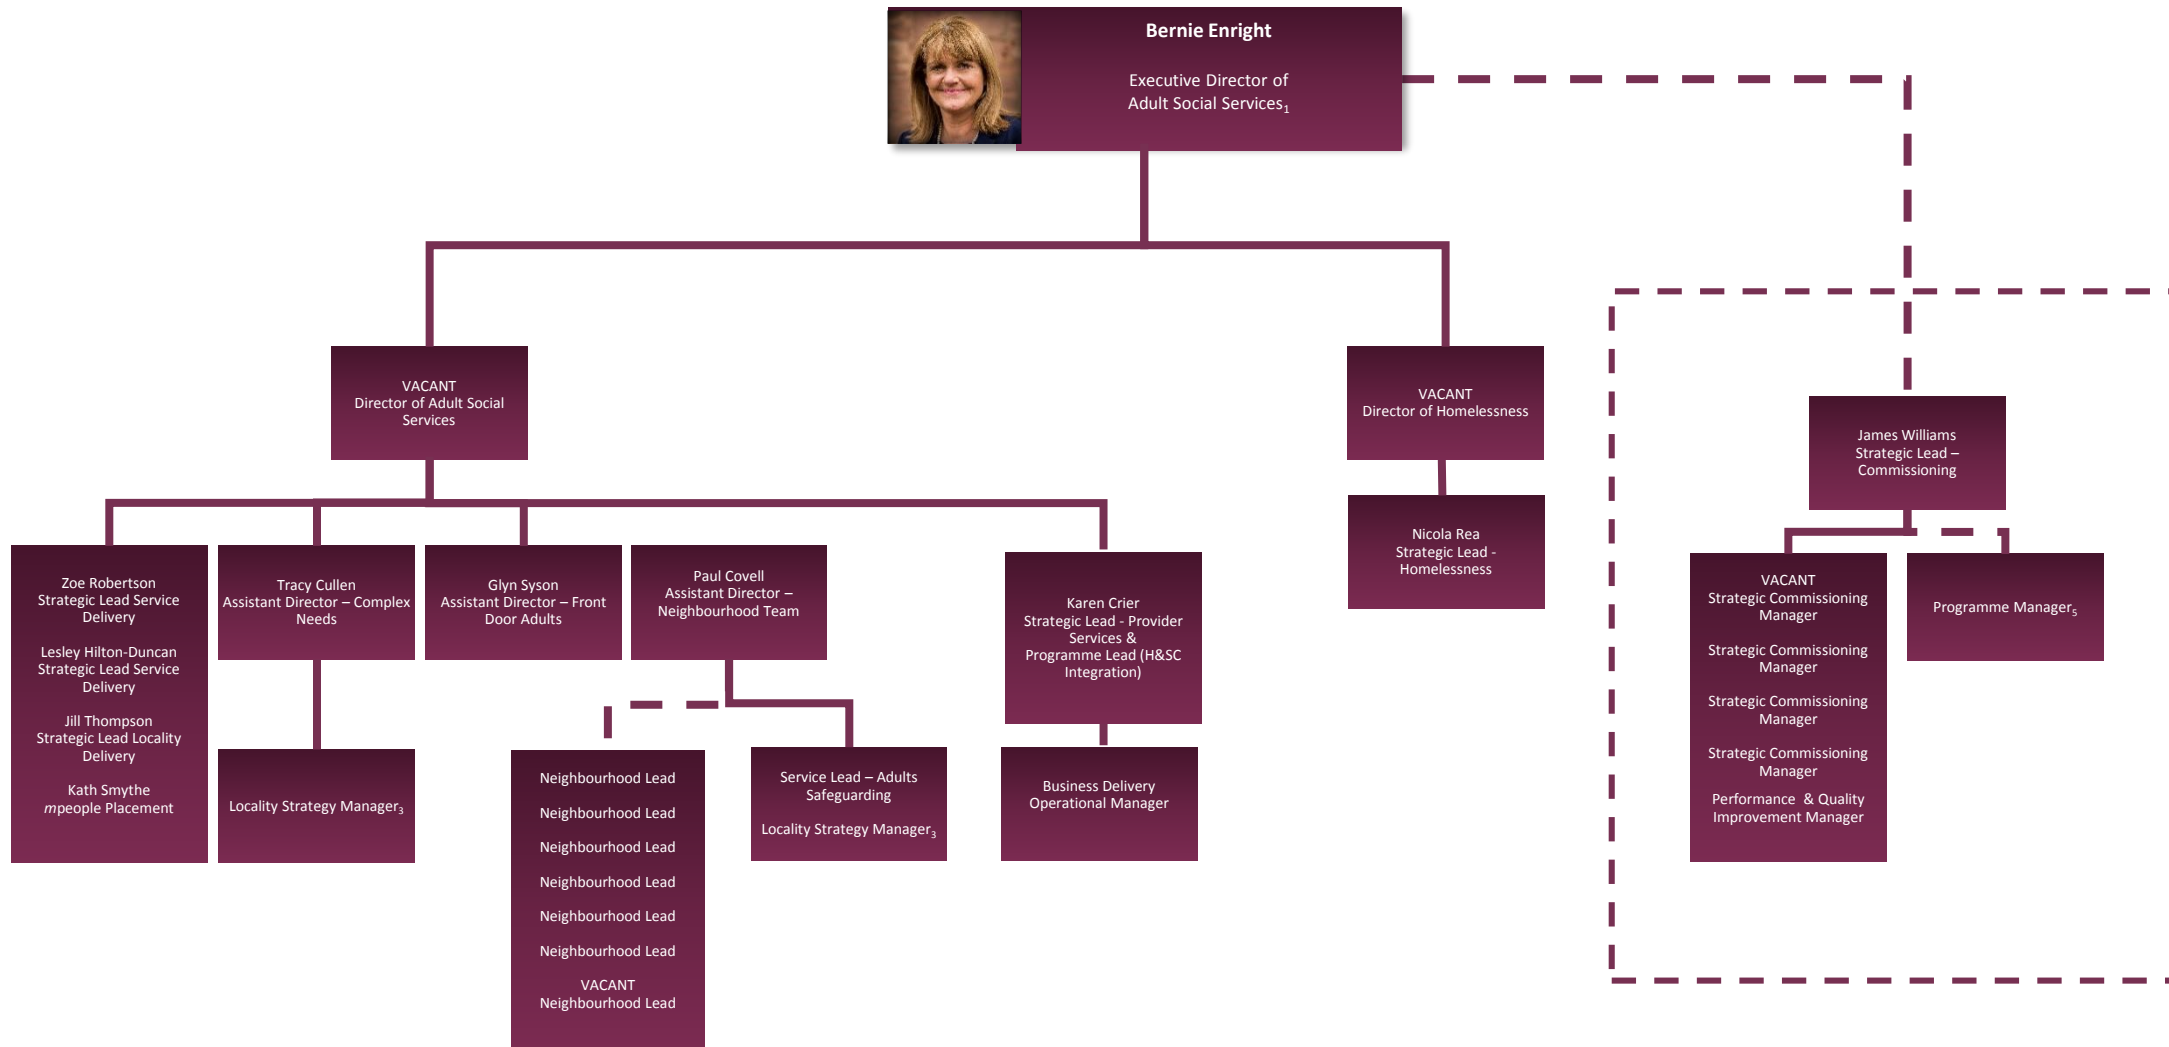 Bernie Enright
Executive Director of
Adult Social Services1
VACANT
Director of Adult Social
Services
VACANT
Director of Homelessness
James Williams
Strategic Lead –
Commissioning
Zoe Robertson
Strategic Lead Service
Delivery
Lesley Hilton-Duncan
Strategic Lead Service
Delivery
Jill Thompson
Strategic Lead Locality
Delivery
Kath Smythe
mpeople Placement
Tracy Cullen
Assistant Director – Complex
Needs
Glyn Syson
Assistant Director – Front
Door Adults
Paul Covell
Assistant Director –
Neighbourhood Team
Karen Crier
Strategic Lead - Provider
Services &
Programme Lead (H&SC
Integration)
Nicola Rea
Strategic Lead -
Homelessness
VACANT
Strategic Commissioning
Manager
Strategic Commissioning
Manager
Strategic Commissioning
Manager
Strategic Commissioning
Manager
Performance & Quality
Improvement Manager
Programme Manager5
Locality Strategy Manager3
Neighbourhood Lead
Neighbourhood Lead
Neighbourhood Lead
Neighbourhood Lead
Neighbourhood Lead
Neighbourhood Lead
VACANT
Neighbourhood Lead
Service Lead – Adults
Safeguarding
Locality Strategy Manager3
Business Delivery
Operational Manager